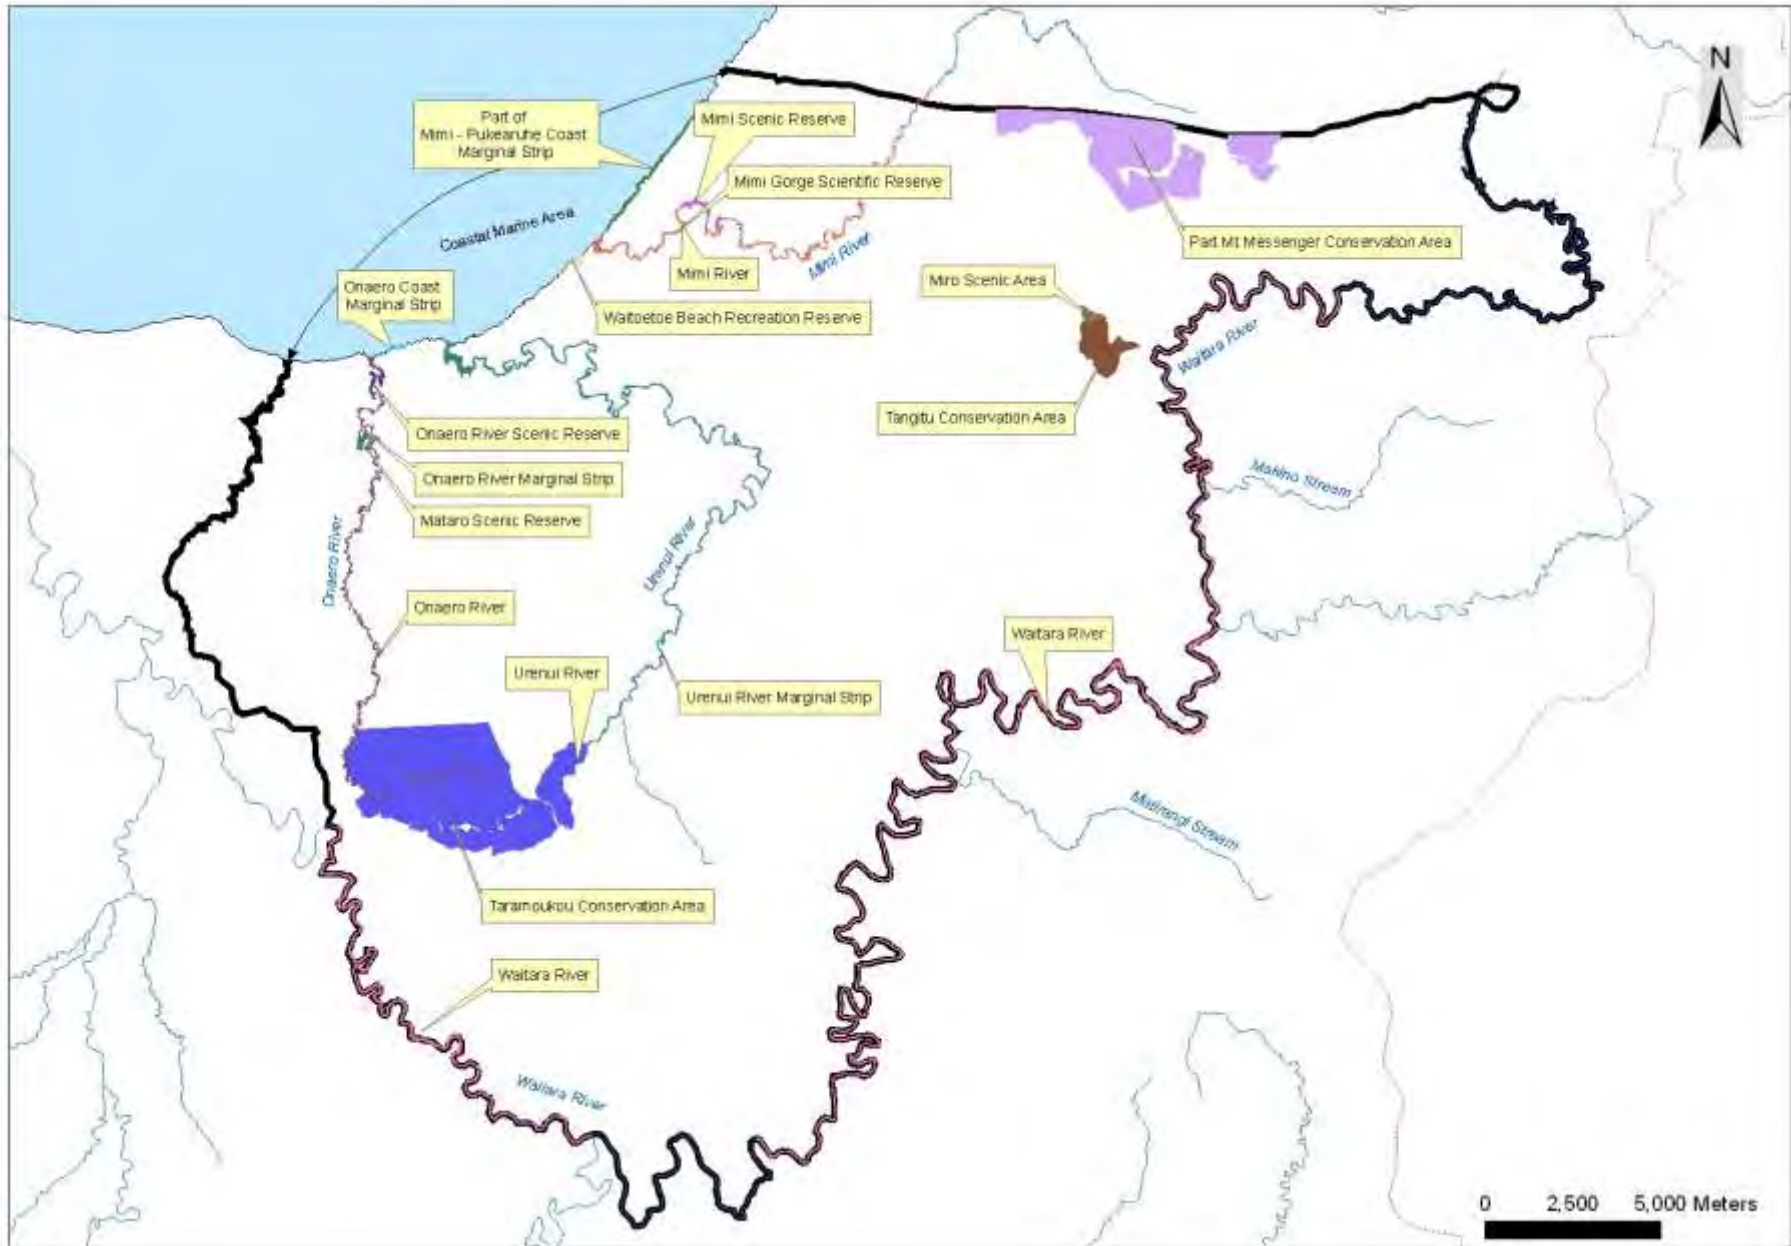 N
Part of
Mimi - Pukearuhe Coast
Marginal Strip
Mimi Scenic Reserve
Mimi Gorge Scientific Reserve
Coastal Marine Area
Mimi River
Mimi River
Part Mt Messenger Conservation Area
Onaero Coast
Marginal Strip
Miro Scenic Area
Waitoetoe Beach Recreation Reserve
Waitara River
Tangitu Conservation Area
Onaero River Scenic Reserve
Onaero River Marginal Strip
Makino Stream
Mataro Scenic Reserve
Onaero River
Urenui River
Onaero River
Waitara River
Urenui River
Urenui River Marginal Strip
Matirangi Stream
Taramoukou Conservation Area
Waitara River
Waitara River
0 2,500 5,000 Meters